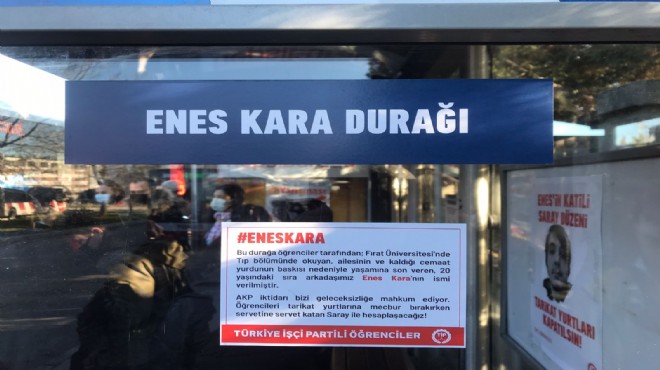 ENES KARA DURAĞI
#ENESKARA
Bu durağa öğrenciler tarafından; Fırat Üniversitesi'nde
Tıp bölümünde okuyan, ailesinin ve kaldığı cemaat
yurdunun baskısı nedeniyle yaşamına son veren, 20
yaşındaki sıra arkadaşımız Enes Kara'nın ismi
verilmiştir.
AKP iktidarı bizi geleceksizliğe mahkum ediyor.
Öğrencileri tarikat yurtlarına mecbur bırakırken
servetine servet katan Saray ile hesaplaşacağız!
TÜRKİYE İŞÇİ PARTİLİ ÖĞRENCİLER
TİP
ENES'İN KATİLİ
SARAY DÜZENİ
TARİKAT YURTLARI
KAPATILSIN!